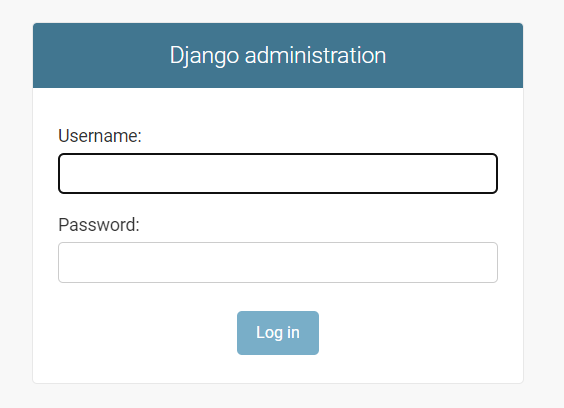 Django administration
Username:
Password:
Log in